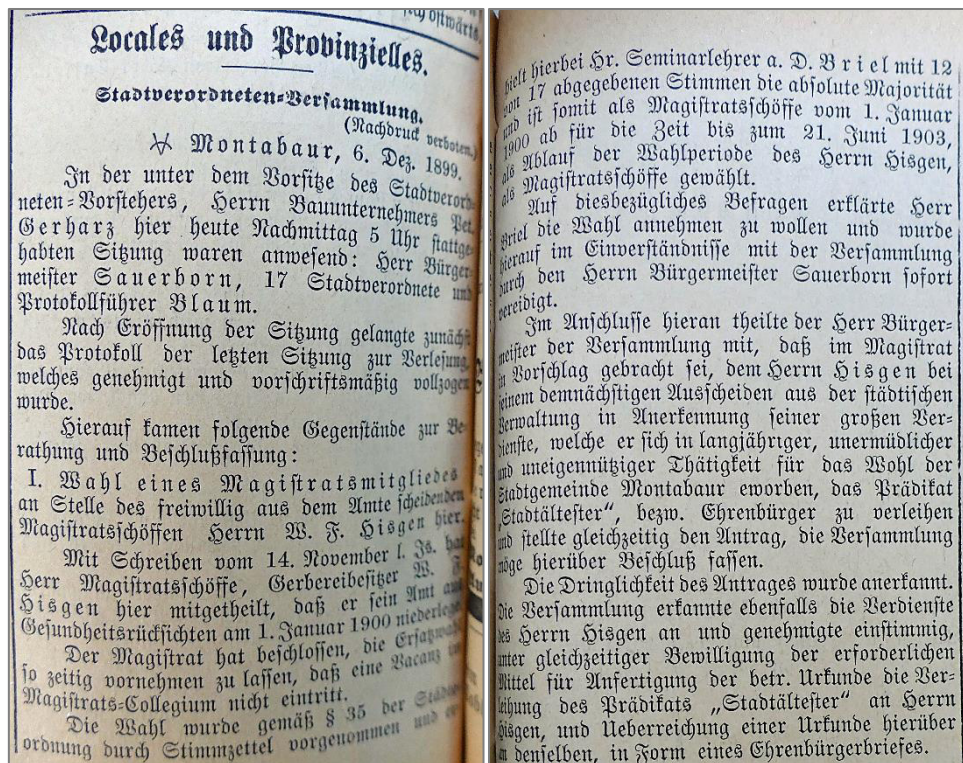 sich ostwärts,
Locales und Provinzielles.
Stadtverordneten-Versammlung.
(Nachdruck verboten.)
Montabaur, 6. Dez. 1899.
In der unter dem Vorsitze des Stadtverord-
neten-Vorstehers, Herrn Bauunternehmers Pet.
Gerharz hier heute Nachmittag 5 Uhr stattge-
habten Sitzung waren anwesend: Herr Bürger-
meister Sauerborn, 17 Stadtverordnete und
Protokollführer Blaum.
Nach Eröffnung der Sitzung gelangte zunächst
das Protokoll der letzten Sitzung zur Verlesung,
welches genehmigt und vorschriftsmäßig vollzogen
wurde.
Hierauf kamen folgende Gegenstände zur Be-
rathung und Beschlußfassung:
I. Wahl eines Magistratsmitgliedes
an Stelle des freiwillig aus dem Amte scheidenden
Magistratsschöffen Herrn W. F. Hisgen hier.
Mit Schreiben vom 14. November l. Js. hat
Herr Magistratsschöffe, Gerbereibesitzer W. F.
Hisgen hier mitgetheilt, daß er sein Amt aus
Gesundheitsrücksichten am 1. Januar 1900 niederlege.
Der Magistrat hat beschlossen, die Ersatzwahl
so zeitig vornehmen zu lassen, daß eine Vacanz im
Magistrats-Collegium nicht eintritt.
Die Wahl wurde gemäß § 35 der Städte-
ordnung durch Stimmzettel vorgenommen und
hielt hierbei Hr. Seminarlehrer a. D. Briel mit 12
von 17 abgegebenen Stimmen die absolute Majorität
und ist somit als Magistratsschöffe vom 1. Januar
1900 ab für die Zeit bis zum 21. Juni 1903,
als Ablauf der Wahlperiode des Herrn Hisgen,
als Magistratsschöffe gewählt.
Auf diesbezügliches Befragen erklärte Herr
Briel die Wahl annehmen zu wollen und wurde
hierauf im Einverständnisse mit der Versammlung
durch den Herrn Bürgermeister Sauerborn sofort
vereidigt.
Im Anschlusse hieran theilte der Herr Bürger-
meister der Versammlung mit, daß im Magistrat
in Vorschlag gebracht sei, dem Herrn Hisgen bei
seinem demnächstigen Ausscheiden aus der städtischen
Verwaltung in Anerkennung seiner großen Ver-
dienste, welche er sich in langjähriger, unermüdlicher
und uneigennütziger Thätigkeit für das Wohl der
Stadtgemeinde Montabaur eworben, das Prädikat
„Stadtältester“, bezw. Ehrenbürger zu verleihen
und stellte gleichzeitig den Antrag, die Versammlung
möge hierüber Beschluß fassen.
Die Dringlichkeit des Antrages wurde anerkannt.
Die Versammlung erkannte ebenfalls die Verdienste
des Herrn Hisgen an und genehmigte einstimmig,
unter gleichzeitiger Bewilligung der erforderlichen
Mittel für Anfertigung der betr. Urkunde die Ver-
leihung des Prädikats „Stadtältester“ an Herrn
Hisgen, und Ueberreichung einer Urkunde hierüber
an denselben, in Form eines Ehrenbürgerbriefes.